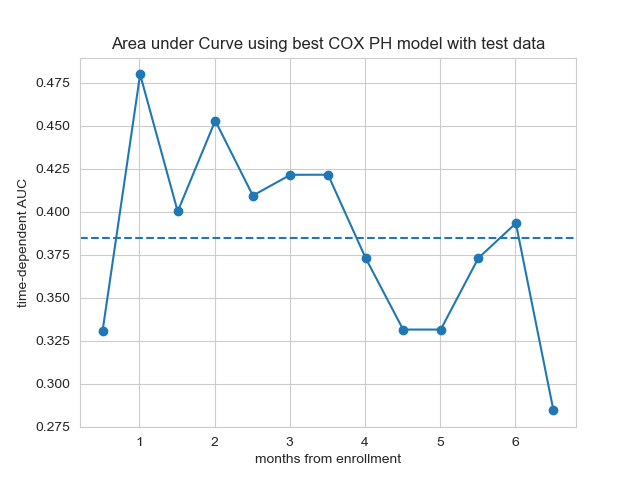 Area under Curve using best COX PH model with test data
time-dependent AUC
0.475
0.450
0.425
0.400
0.375
0.350
0.325
0.300
0.275
1 2 3 4 5 6
months from enrollment